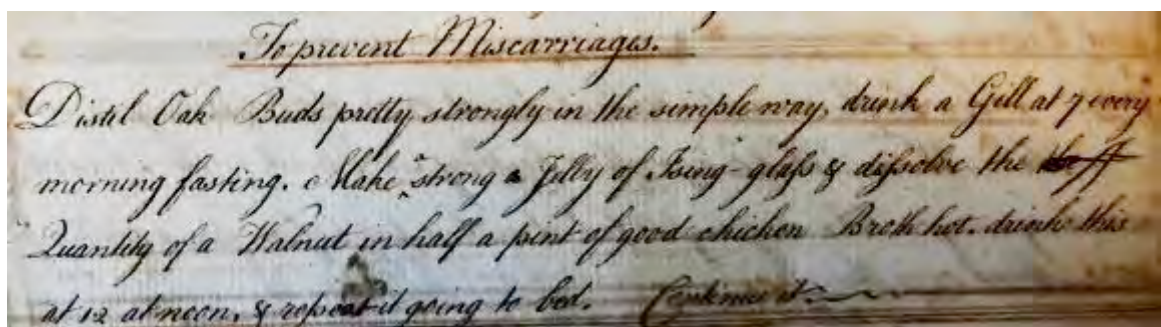 To prevent Miscarriages.
Distil Oak Buds pretty strongly in the simple way, drink a Gill at 7 every
morning fasting. Make a strong Jelly of Ising-glaſs & diſsolve the
Quantity of a Walnut in half a pint of good chicken Broth hot. drink this
at 12 at noon. & repeat it going to bed. Continue it.